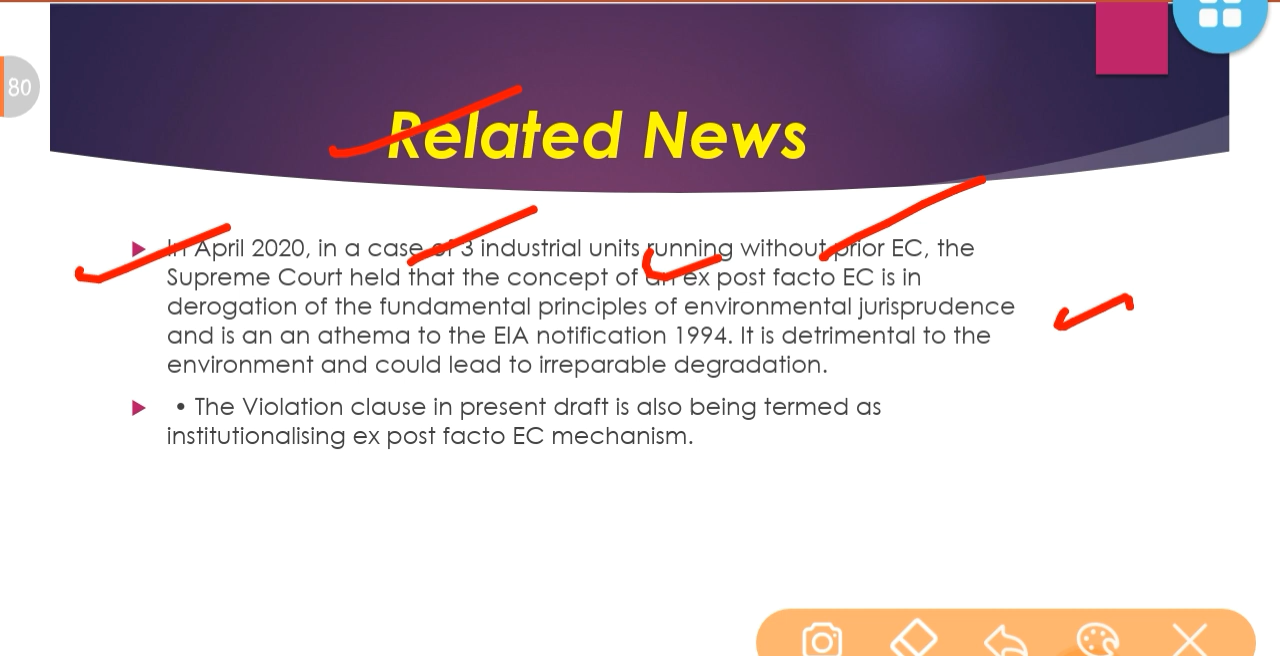 80
Related News
In April 2020, in a case of 3 industrial units running without prior EC, the
Supreme Court held that the concept of an ex post facto EC is in
derogation of the fundamental principles of environmental jurisprudence
and is an an athema to the EIA notification 1994. It is detrimental to the
environment and could lead to irreparable degradation.
• The Violation clause in present draft is also being termed as
institutionalising ex post facto EC mechanism.